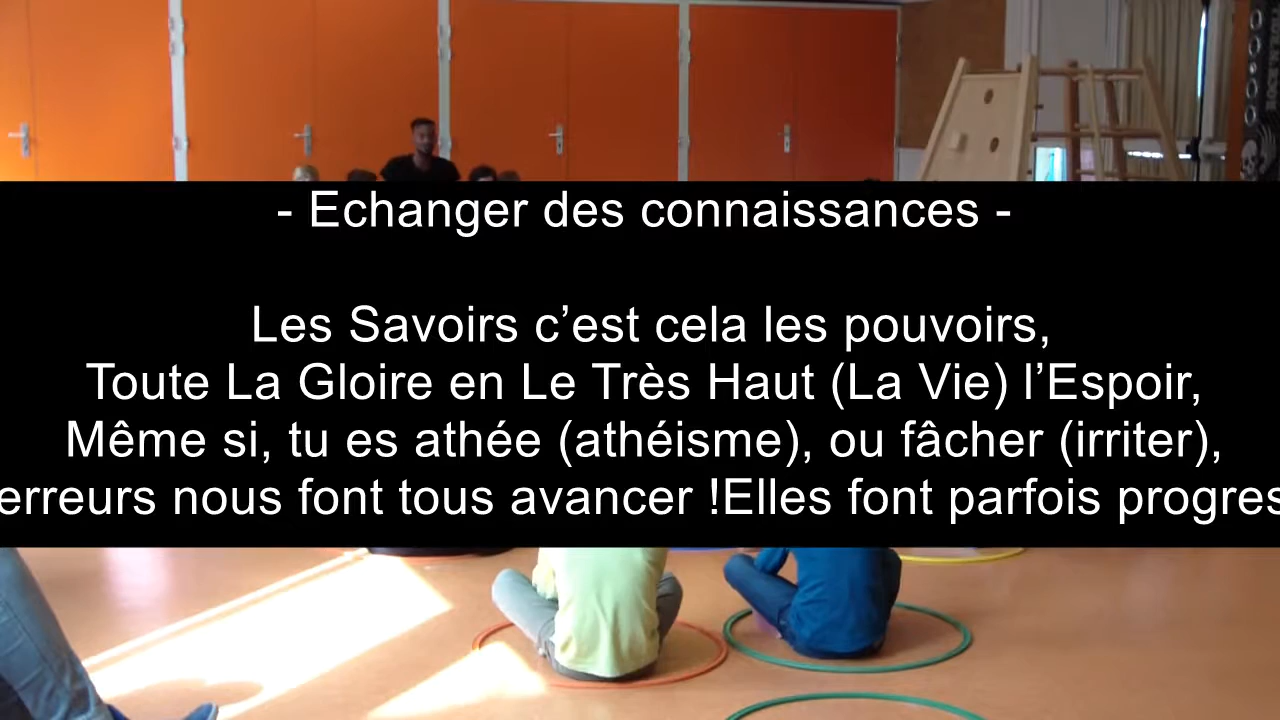 - Echanger des connaissances -
Les Savoirs c’est cela les pouvoirs,
Toute La Gloire en Le Très Haut (La Vie) l’Espoir,
Même si, tu es athée (athéisme), ou fâcher (irriter),
erreurs nous font tous avancer !Elles font parfois progres